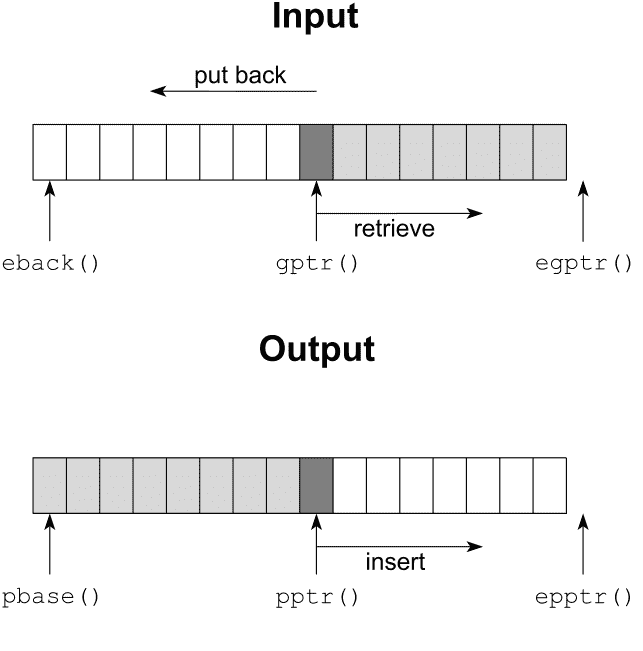 Input
put back
retrieve
eback() gptr() egptr()
Output
insert
pbase() pptr() epptr()